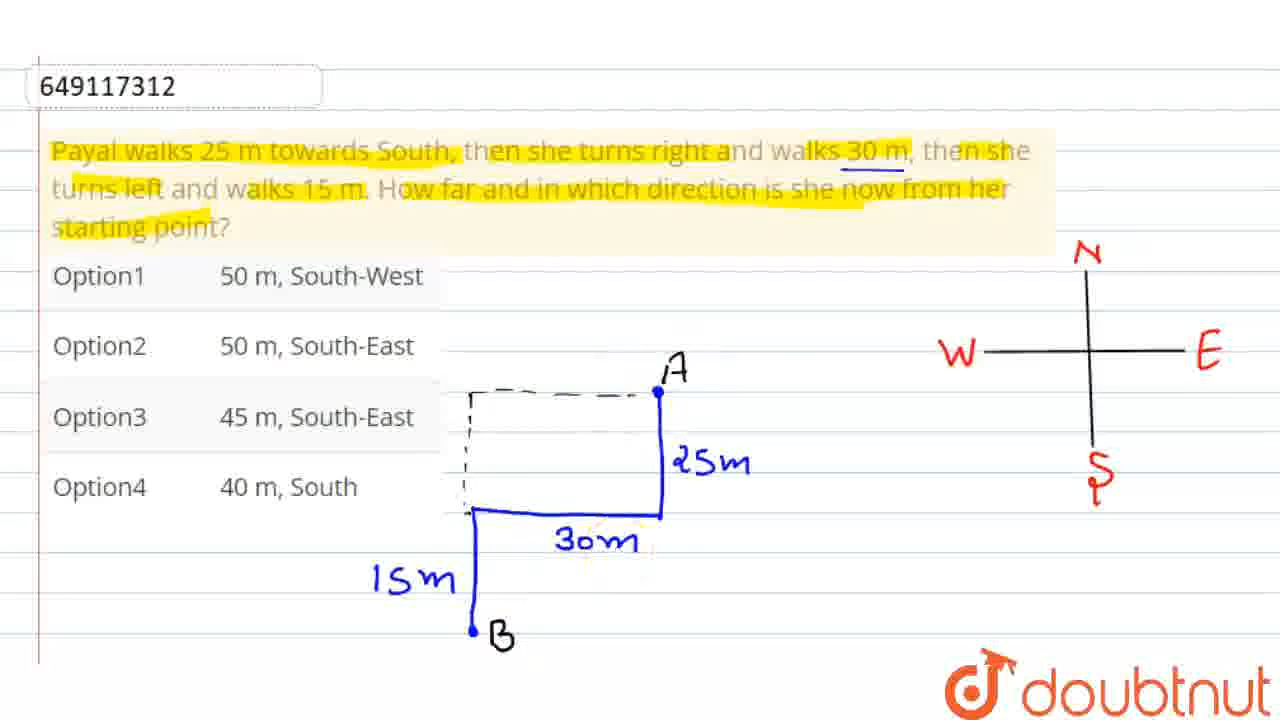 649117312
Payal walks 25 m towards South, then she turns right and walks 30 m, then she
turns left and walks 15 m. How far and in which direction is she now from her
starting point?
Option1 50 m, South-West
Option2 50 m, South-East
Option3 45 m, South-East
Option4 40 m, South
N
W E
S
A
25m
30m
15m
B
doubtnut